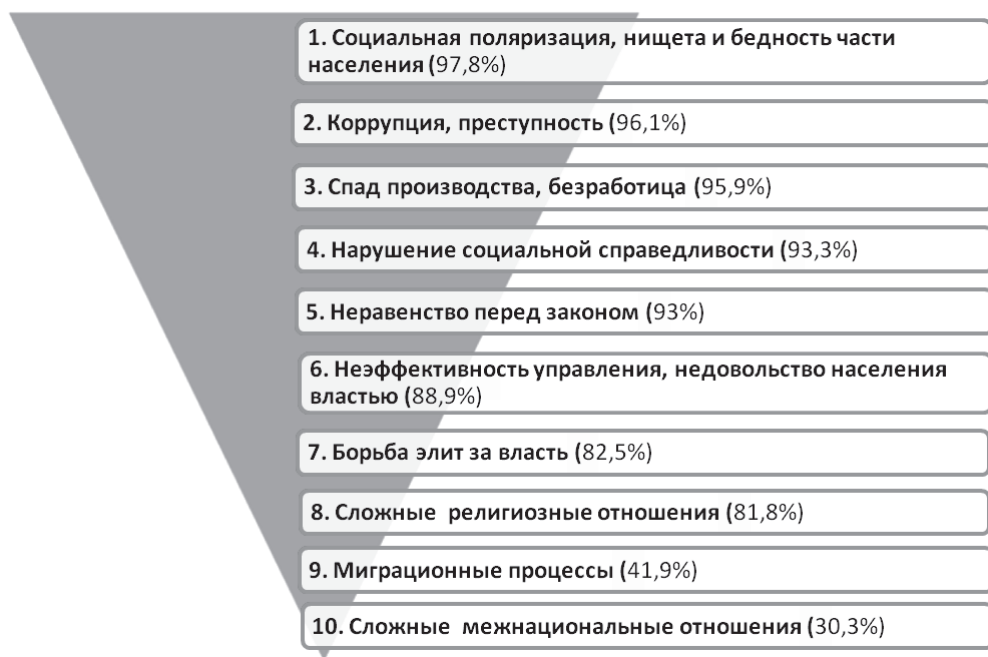 1. Социальная поляризация, нищета и бедность части
населения (97,8%)
2. Коррупция, преступность (96,1%)
3. Спад производства, безработица (95,9%)
4. Нарушение социальной справедливости (93,3%)
5. Неравенство перед законом (93%)
6. Неэффективность управления, недовольство населения
властью (88,9%)
7. Борьба элит за власть (82,5%)
8. Сложные религиозные отношения (81,8%)
9. Миграционные процессы (41,9%)
10. Сложные межнациональные отношения (30,3%)